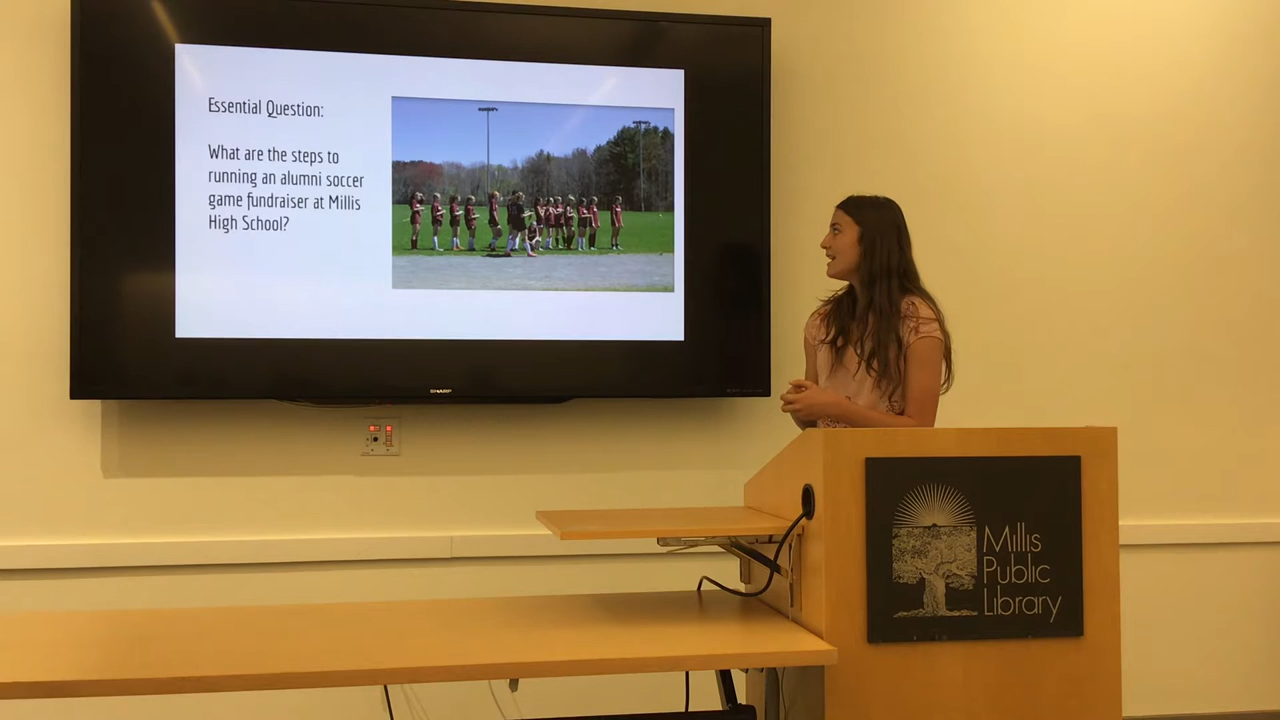 Essential Question:
What are the steps to
running an alumni soccer
game fundraiser at Millis
High School?
SHARP
Millis
Public
Library